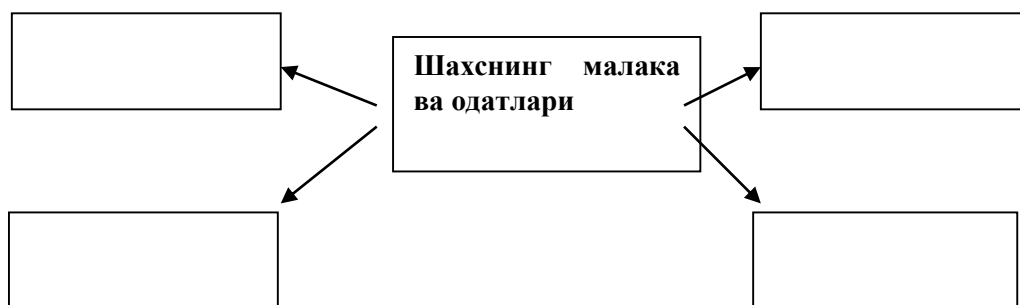 Шахснинг малака
ва одатлари